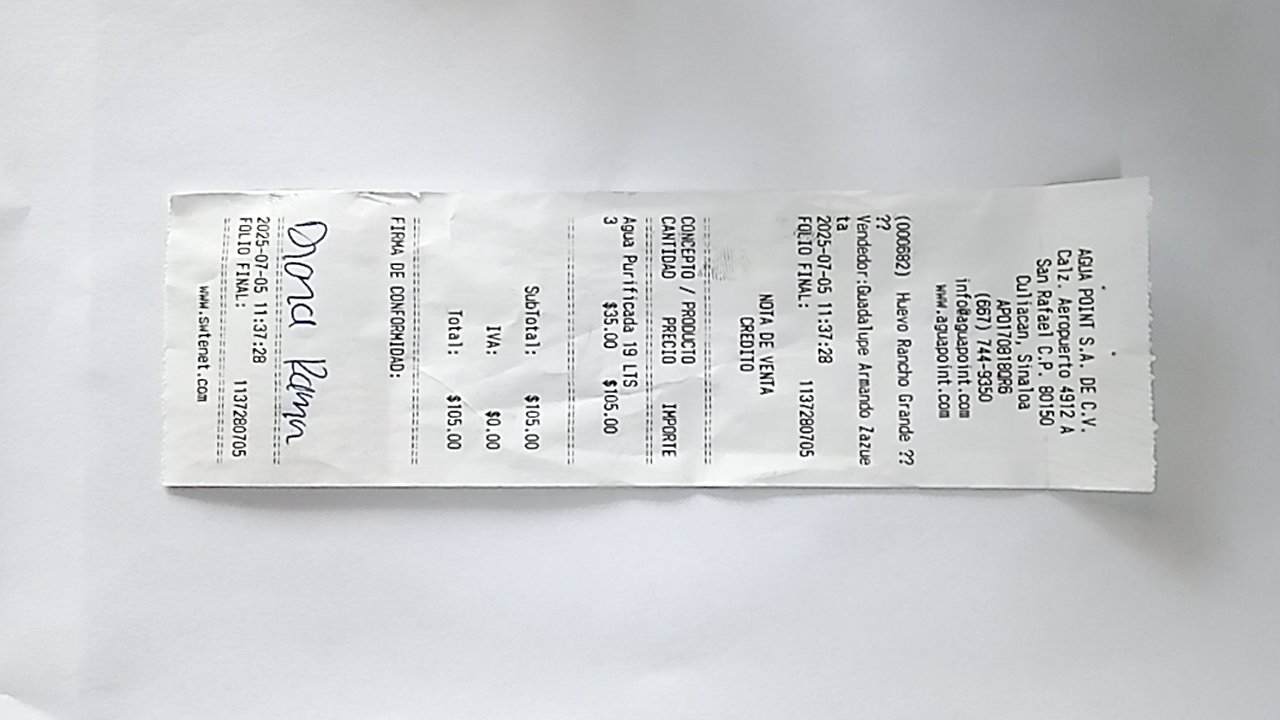 AGUA POINT S.A. DE C.V.
Calz. Aeropuerto 4912 A
San Rafael C.P. 80150
Culiacan, Sinaloa
APO170818QR6
(667) 744-9350
info@aguapoint.com
www.aguapoint.com
(000682) Huevo Rancho Grande ??
??
Vendedor:Guadalupe Armando Zazue
ta
2025-07-05 11:37:28
FOLIO FINAL: 1137280705
NOTA DE VENTA
CREDITO
CONCEPTO / PRODUCTO
CANTIDAD PRECIO IMPORTE
Agua Purificada 19 LTS
3 $35.00 $105.00
SubTotal: $105.00
IVA: $0.00
Total: $105.00
FIRMA DE CONFORMIDAD:
Diana
2025-07-05 11:37:28
FOLIO FINAL: 1137280705
www.swtenet.com